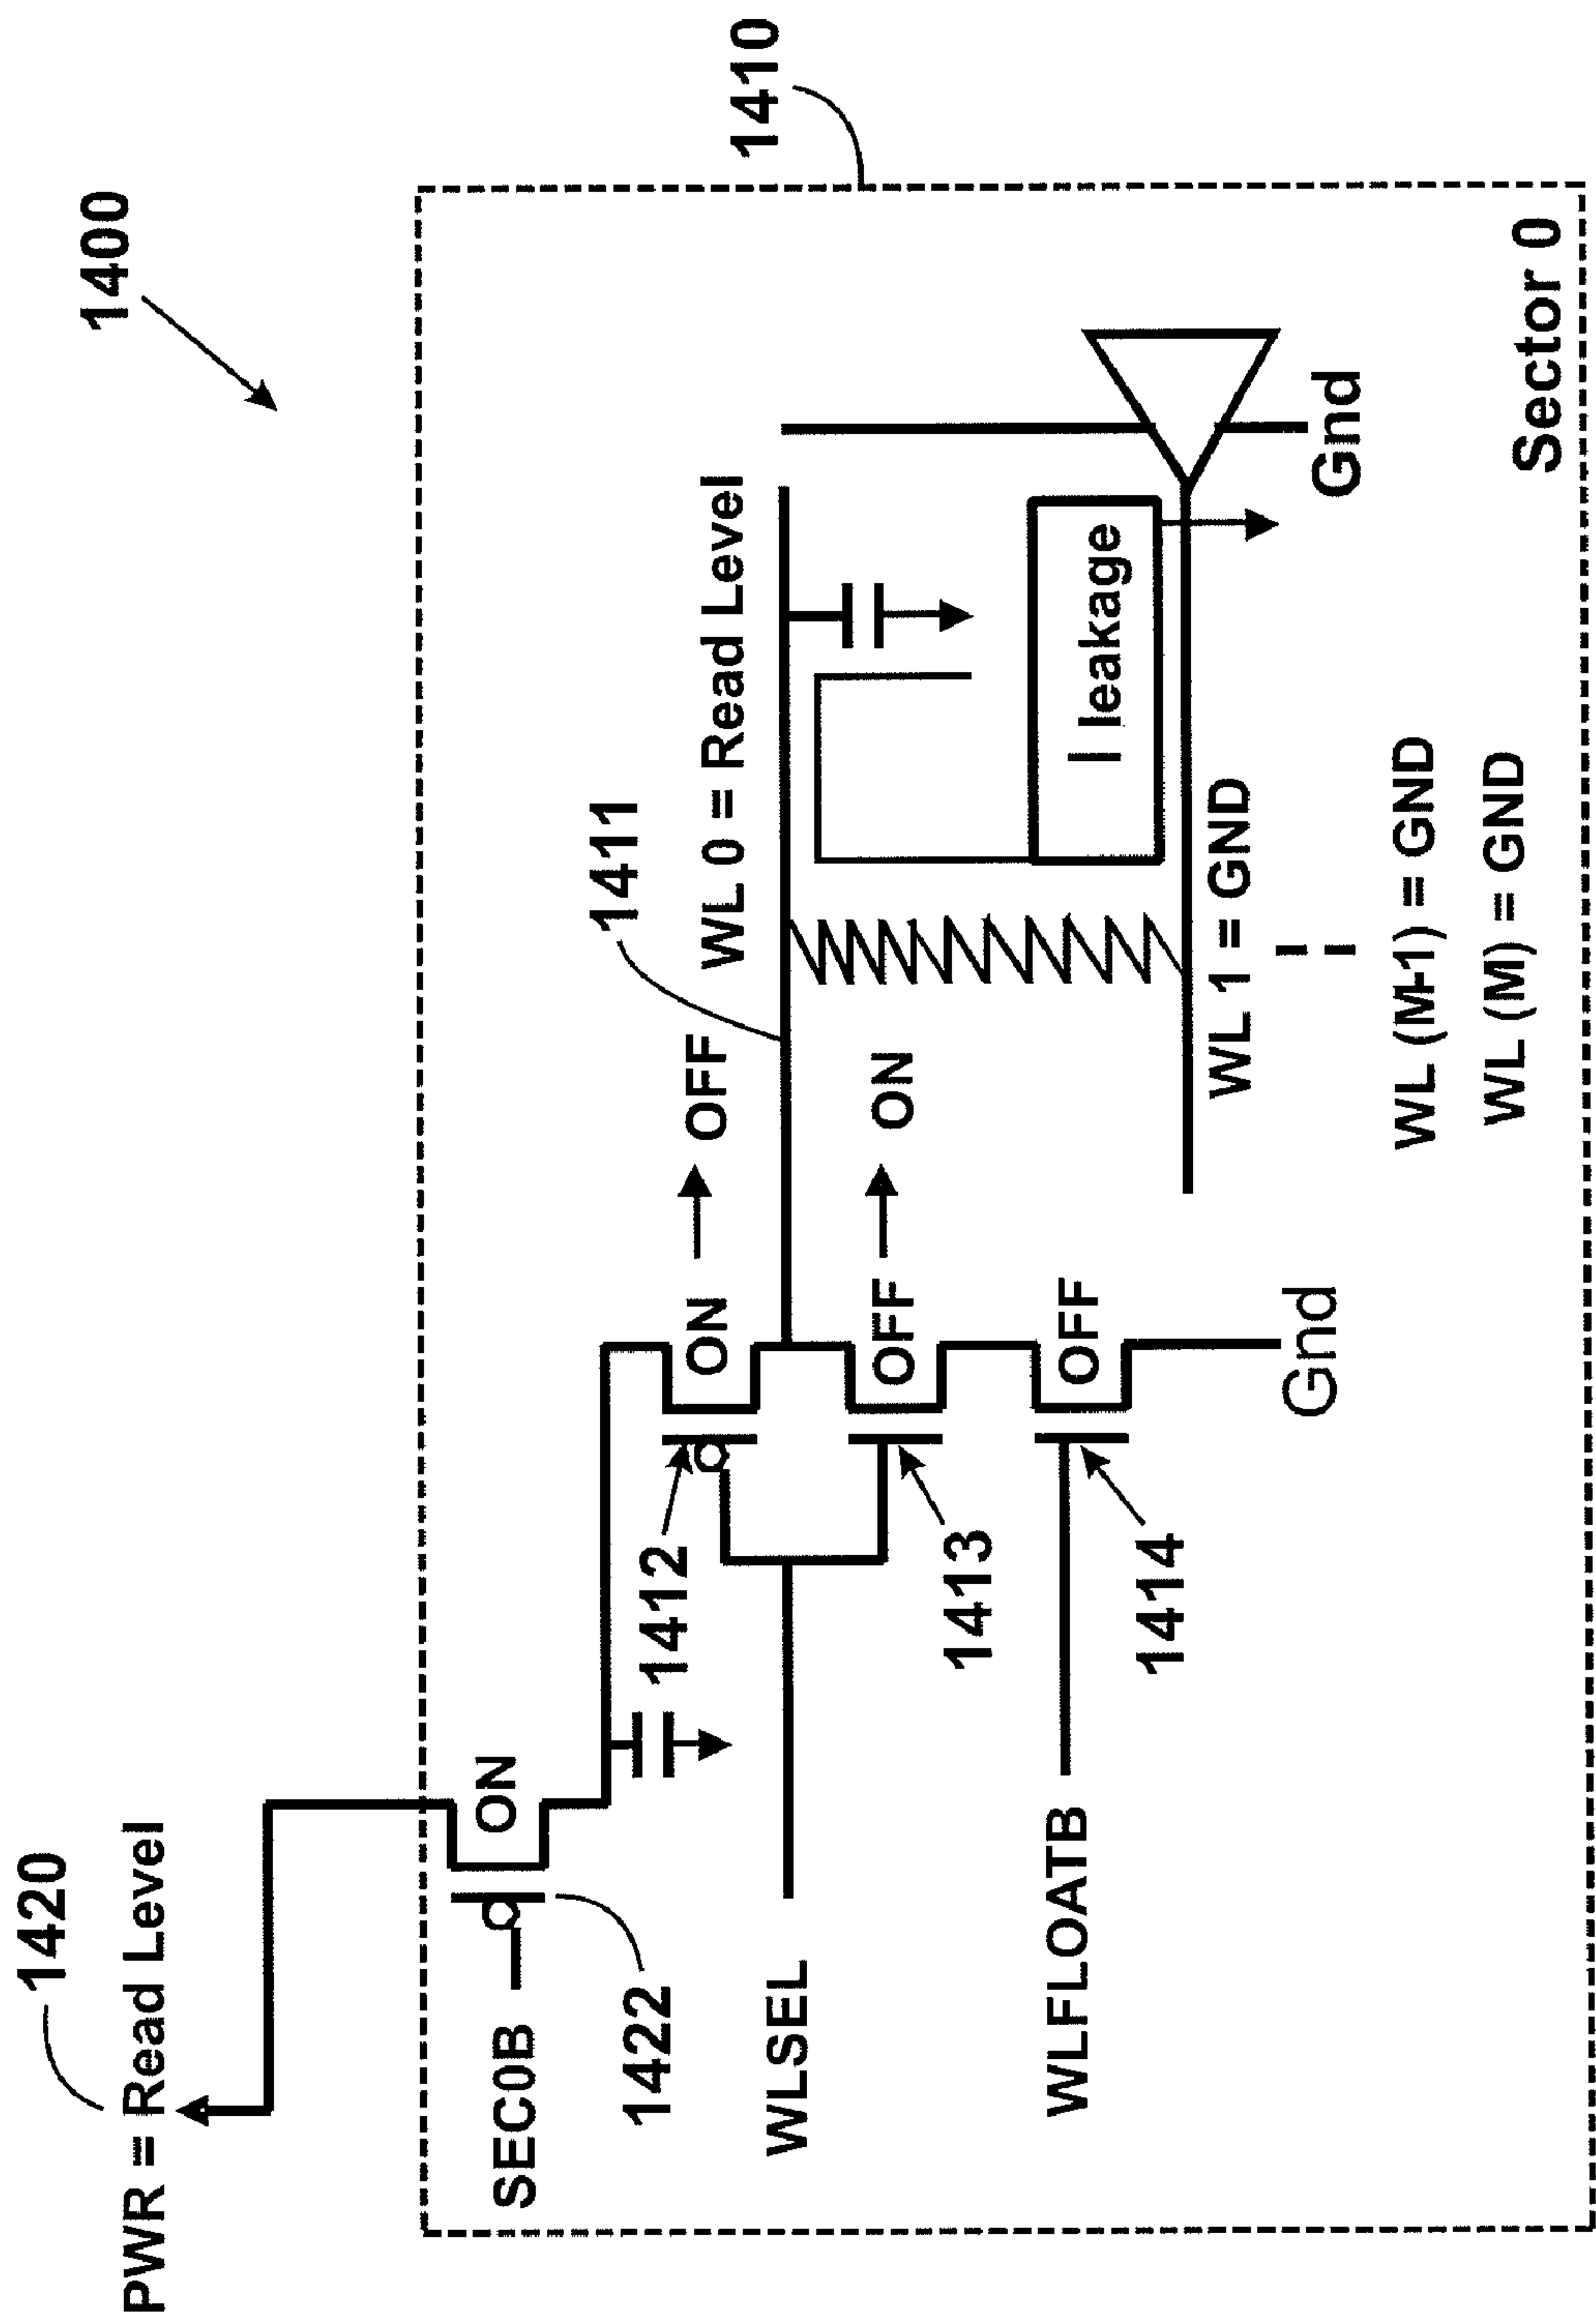 1400
1420
PWR = Read Level
1410
SEC0B
ON
1422
1412
ON
OFF
1411
WL 0 = Read Level
WLSEL
1413
OFF
ON
I leakage
WLFLOATB
1414
OFF
WL 1 = GND
Gnd
Gnd
WL (M-1) = GND
WL (M) = GND
Sector 0